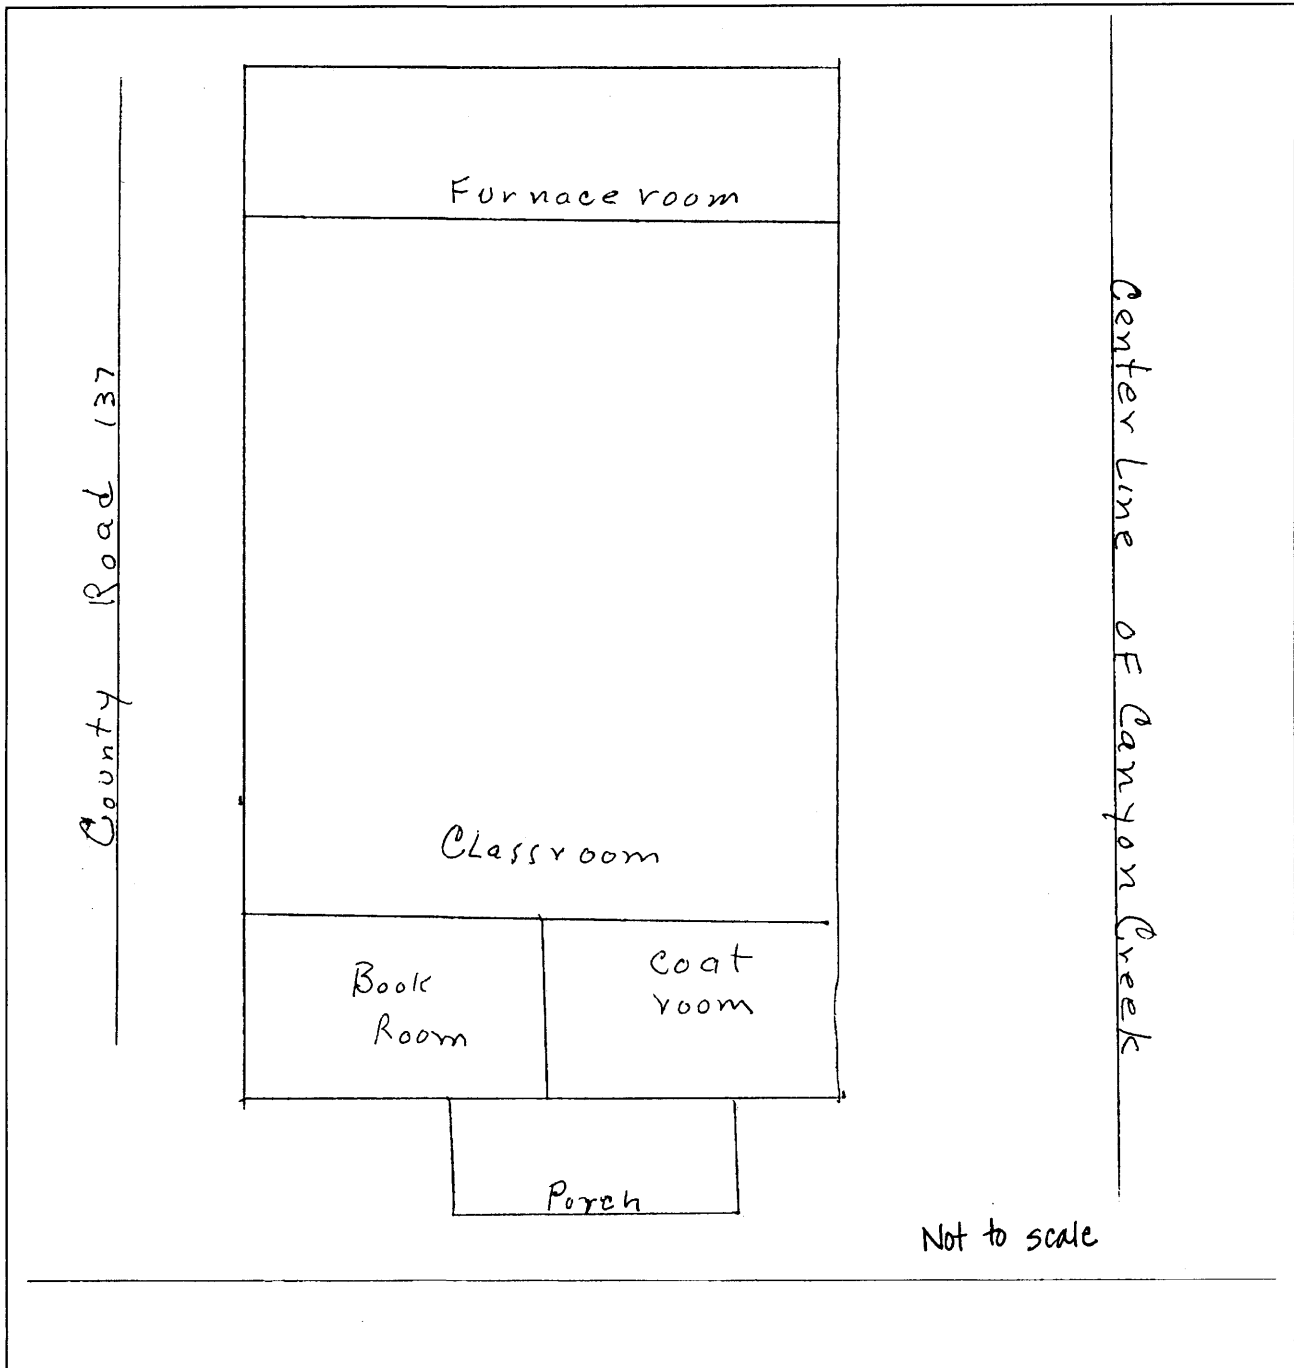 Furnace room
County Road 137
Center Line of Canyon Creek
Classroom
Book
Room
coat
room
Porch
Not to scale